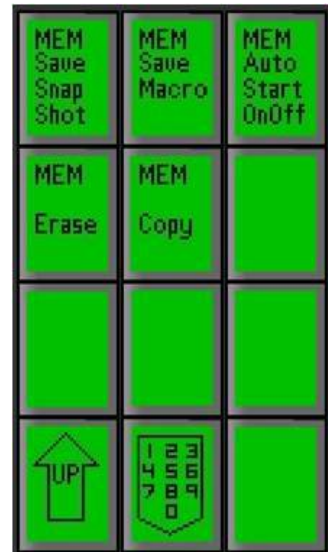 MEM
Save
Snap
Shot
MEM
Save
Macro
MEM
Auto
Start
OnOff
MEM
Erase
MEM
Copy
UP
1 2 3
4 5 6
7 8 9
0